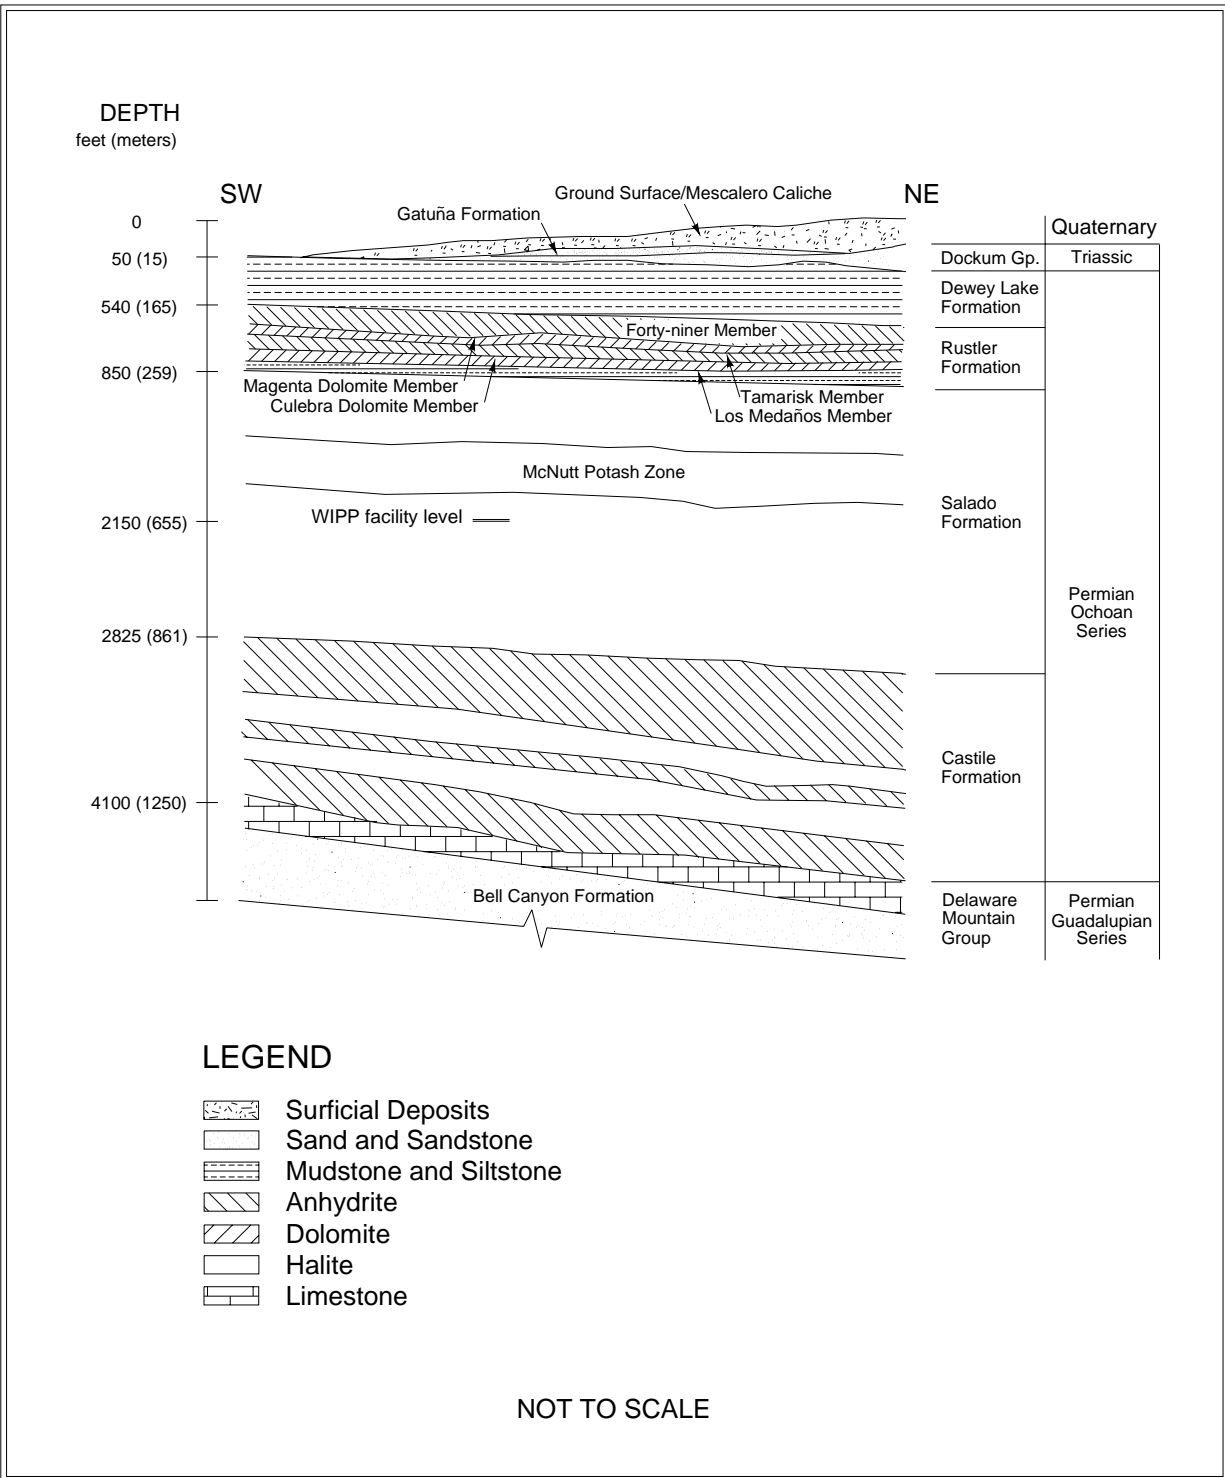 DEPTH
feet (meters)
SW
Ground Surface/Mescalero Caliche
NE
Gatuña Formation
0
Quaternary
50 (15)
Dockum Gp.
Triassic
Dewey Lake
Formation
540 (165)
Forty-niner Member
Rustler
Formation
850 (259)
Magenta Dolomite Member
Culebra Dolomite Member
Tamarisk Member
Los Medaños Member
McNutt Potash Zone
Salado
Formation
WIPP facility level
2150 (655)
Permian
Ochoan
Series
2825 (861)
Castile
Formation
4100 (1250)
Bell Canyon Formation
Delaware
Mountain
Group
Permian
Guadalupian
Series
LEGEND
Surficial Deposits
Sand and Sandstone
Mudstone and Siltstone
Anhydrite
Dolomite
Halite
Limestone
NOT TO SCALE